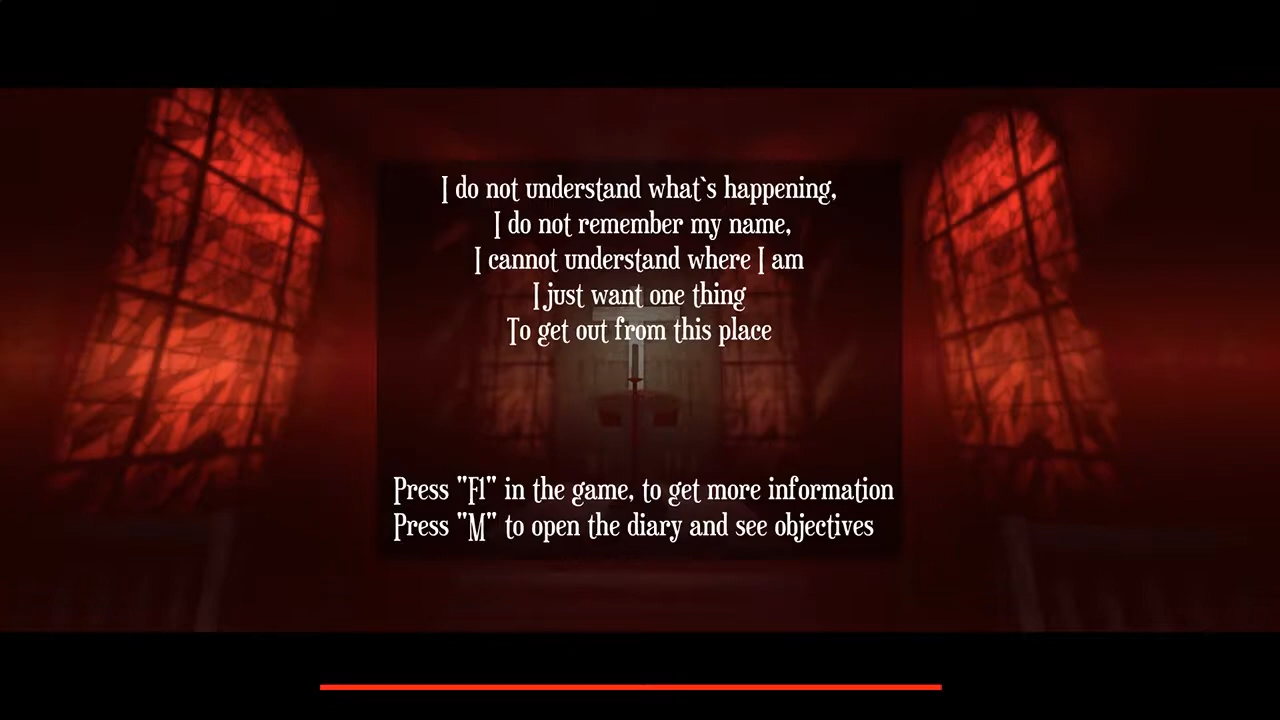 I do not understand what`s happening,
I do not remember my name,
I cannot understand where I am
I just want one thing
To get out from this place
Press "F1" in the game, to get more information
Press "M" to open the diary and see objectives